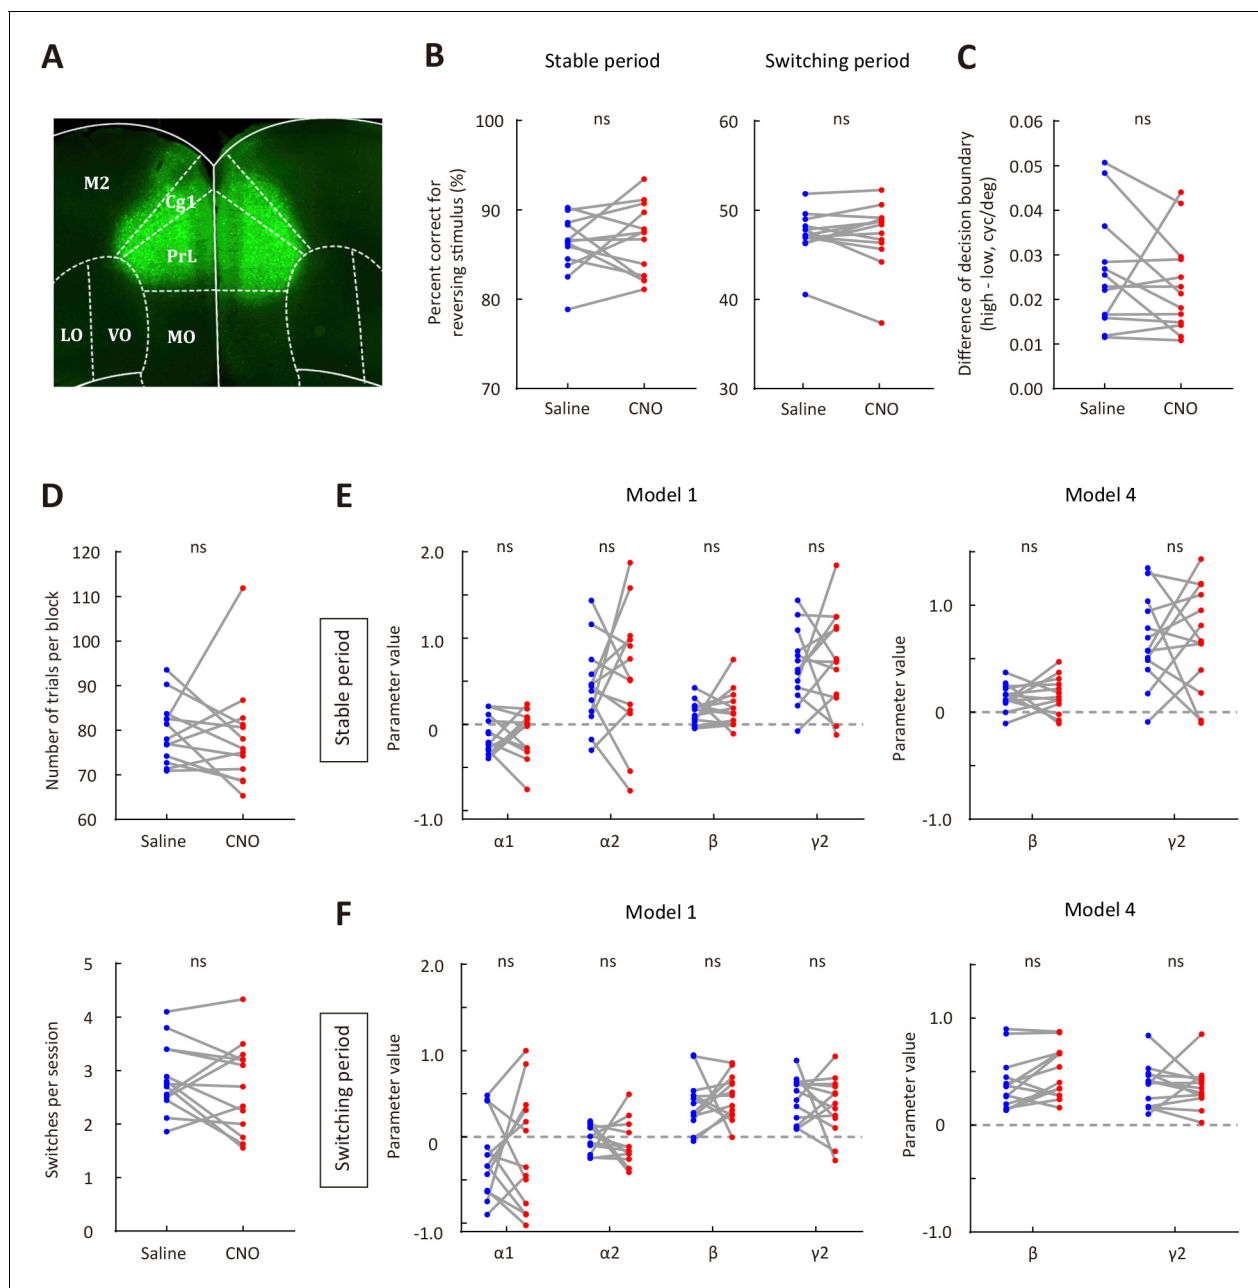 A
M2
Cg1
PrL
LO
VO
MO
B
Stable period
Switching period
Percent correct for
reversing stimulus (%)
100
90
80
70
ns
Saline
CNO
60
50
40
30
ns
Saline
CNO
C
Difference of decision boundary
(high - low, cyc/deg)
0.06
0.05
0.04
0.03
0.02
0.01
0.00
ns
Saline
CNO
D
Number of trials per block
120
110
100
90
80
70
60
ns
Saline
CNO
Switches per session
5
4
3
2
1
0
ns
Saline
CNO
E
Stable period
Model 1
Parameter value
2.0
1.0
0
-1.0
ns
ns
ns
ns
α1
α2
β
γ2
Model 4
Parameter value
1.0
0
-1.0
ns
ns
β
γ2
F
Switching period
Model 1
Parameter value
2.0
1.0
0
-1.0
ns
ns
ns
ns
α1
α2
β
γ2
Model 4
Parameter value
1.0
0
-1.0
ns
ns
β
γ2